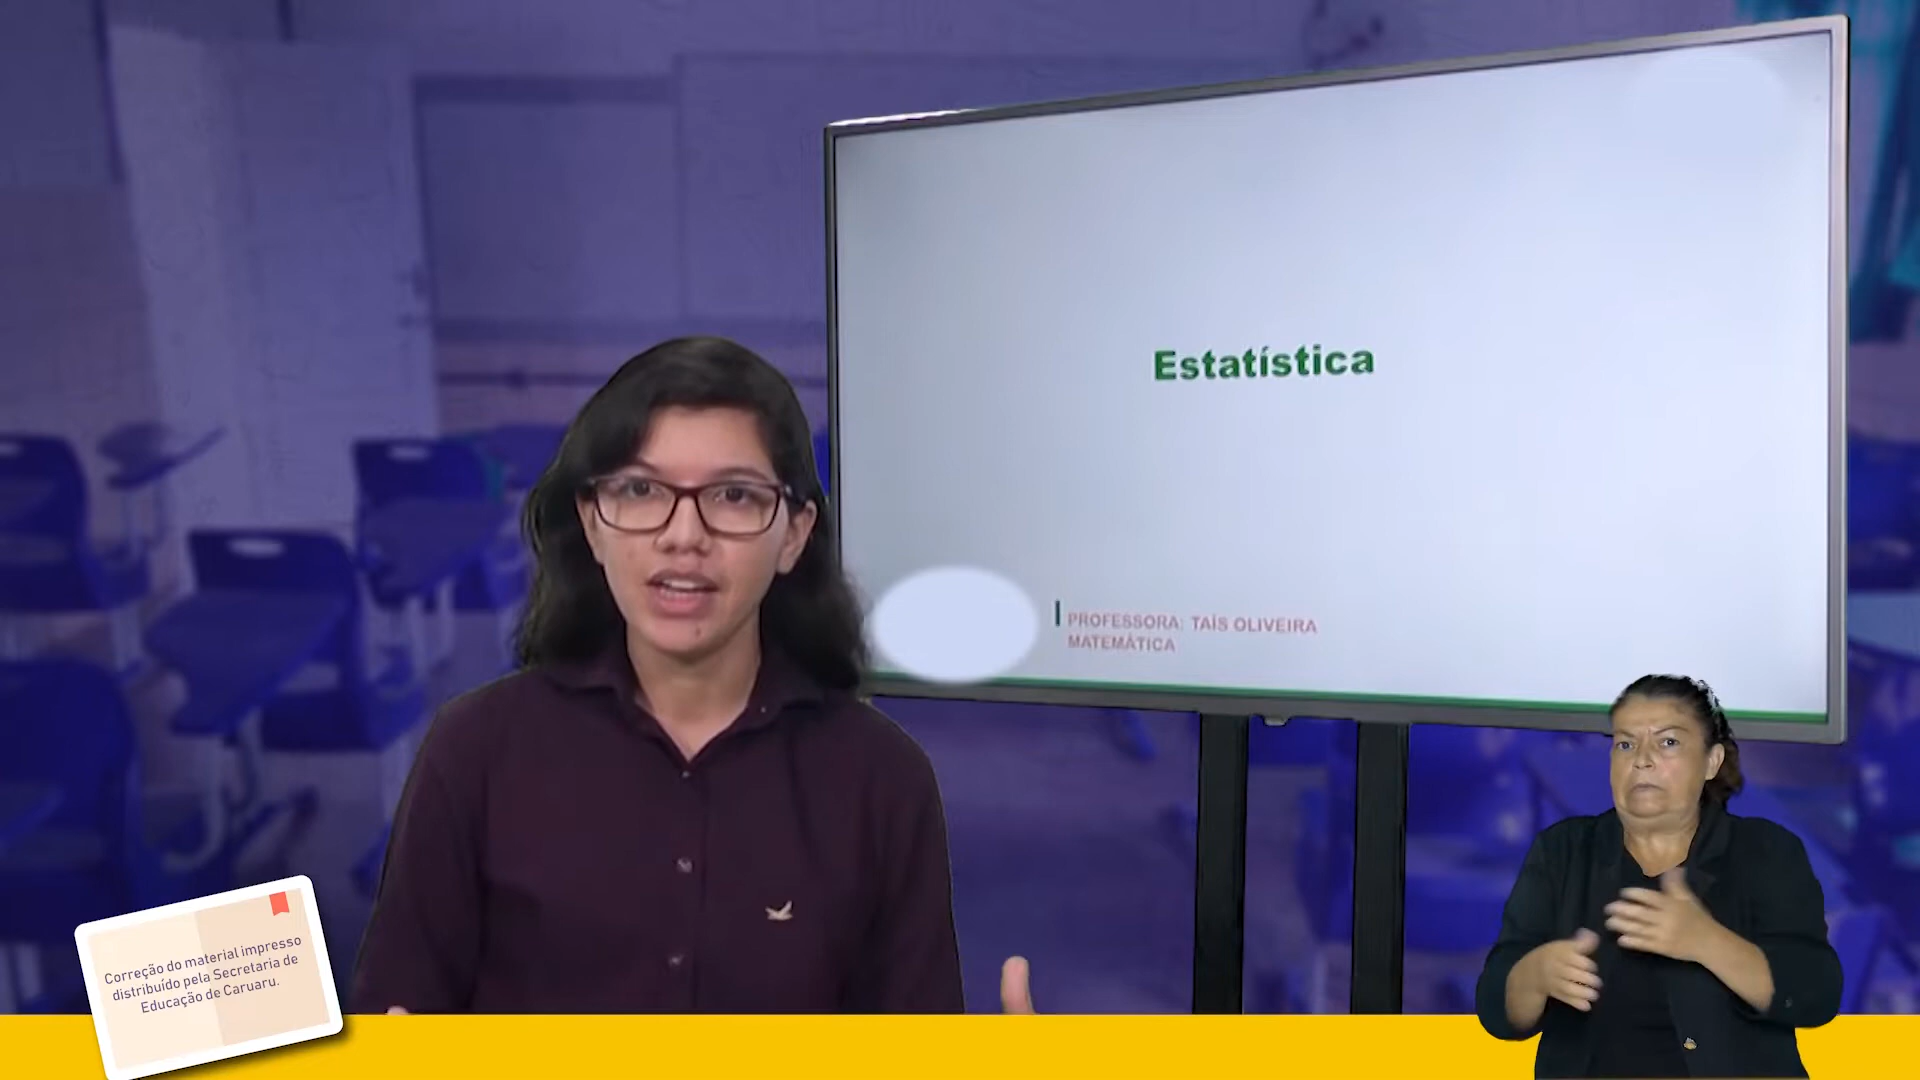 Estatística
PROFESSORA: TAÍS OLIVEIRA
MATEMÁTICA
Correção do material impresso
distribuído pela Secretaria de
Educação de Caruaru.